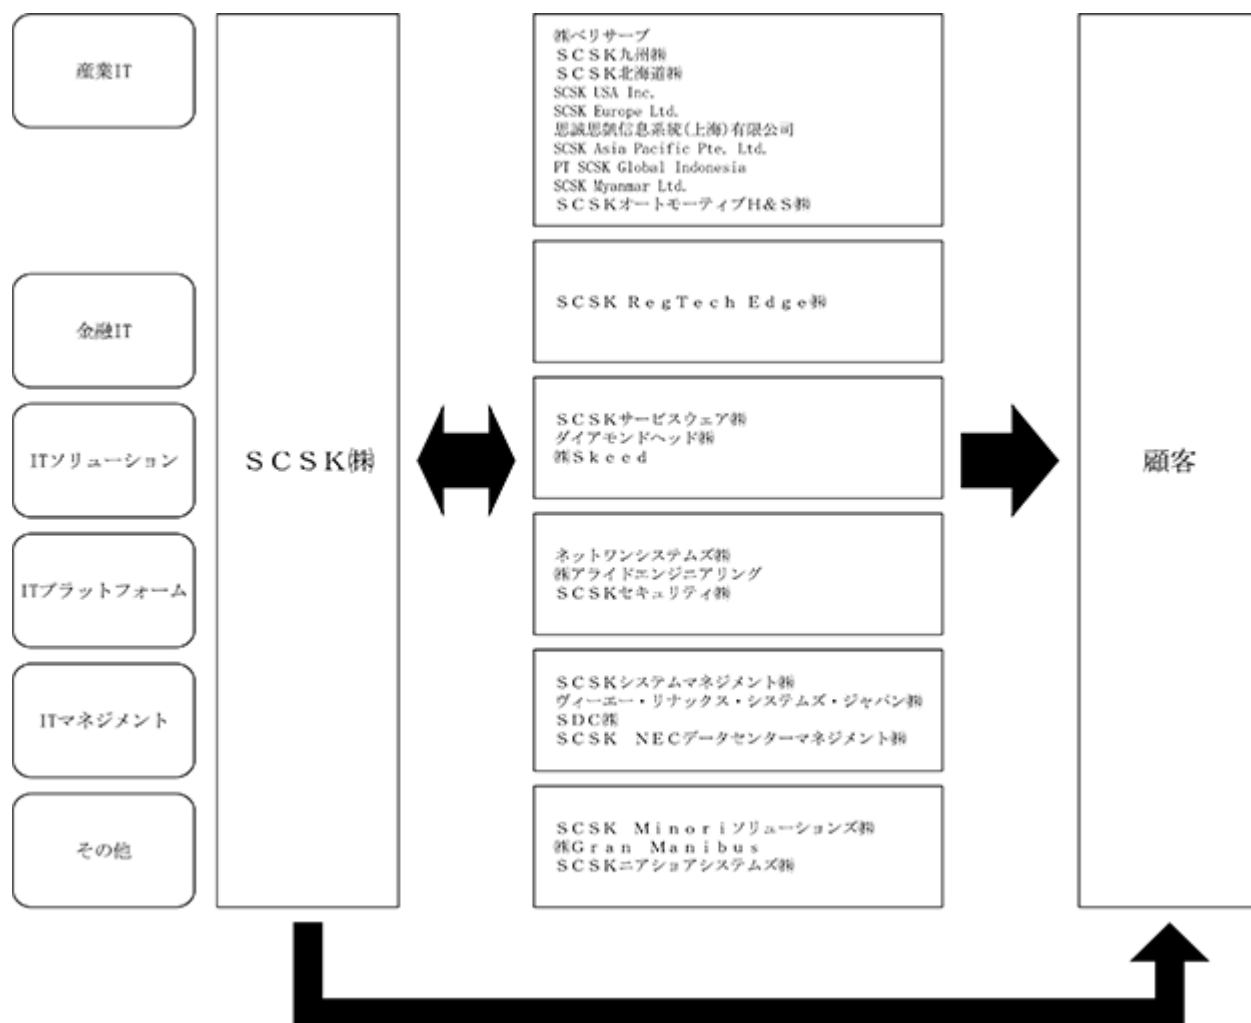 産業IT
㈱ベリサーブ
ＳＣＳＫ九州㈱
ＳＣＳＫ北海道㈱
SCSK USA Inc.
SCSK Europe Ltd.
思誠思凱信息系統(上海)有限公司
SCSK Asia Pacific Pte. Ltd.
PT SCSK Global Indonesia
SCSK Myanmar Ltd.
ＳＣＳＫオートモーティブＨ＆Ｓ㈱
金融IT
ＳＣＳＫ ＲｅｇＴｅｃｈ Ｅｄｇｅ㈱
ITソリューション
ＳＣＳＫ㈱
ＳＣＳＫサービスウェア㈱
ダイアモンドヘッド㈱
㈱Ｓｋｅｅｄ
顧客
ITプラットフォーム
ネットワンシステムズ㈱
㈱アライドエンジニアリング
ＳＣＳＫセキュリティ㈱
ITマネジメント
ＳＣＳＫシステムマネジメント㈱
ヴィーエー・リナックス・システムズ・ジャパン㈱
ＳＤＣ㈱
ＳＣＳＫ　ＮＥＣデータセンターマネジメント㈱
その他
ＳＣＳＫ　Ｍｉｎｏｒｉソリューションズ㈱
㈱Ｇｒａｎ　Ｍａｎｉｂｕｓ
ＳＣＳＫニアショアシステムズ㈱